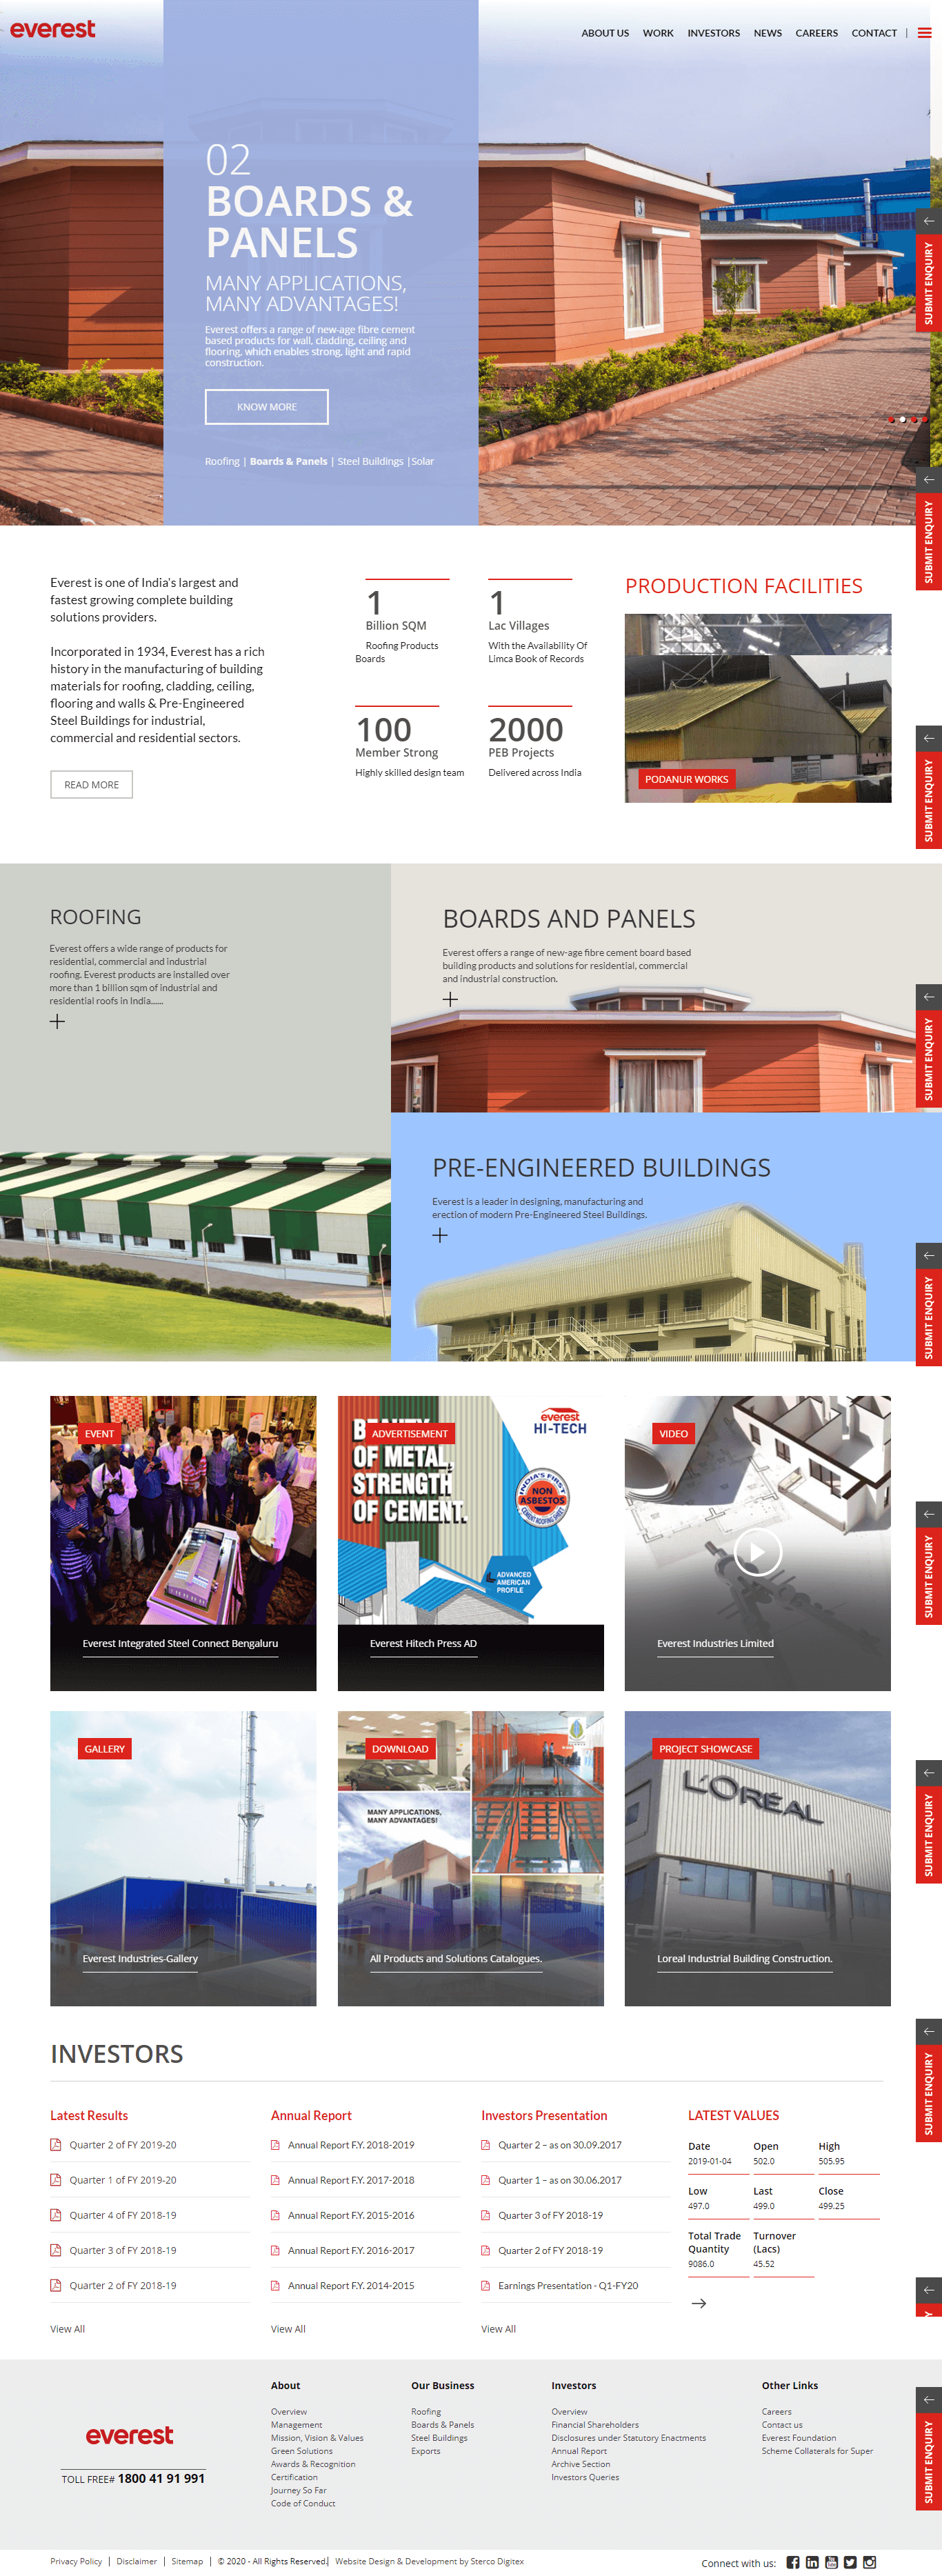 everest
ABOUT US WORK INVESTORS NEWS CAREERS CONTACT |
02
BOARDS &
PANELS
MANY APPLICATIONS,
MANY ADVANTAGES!
Everest offers a range of new-age fibre cement
based products for wall, cladding, ceiling and
flooring, which enables strong, light and rapid
construction.
KNOW MORE
Roofing | Boards & Panels | Steel Buildings |Solar
3
SUBMIT ENQUIRY
SUBMIT ENQUIRY
Everest is one of India's largest and
fastest growing complete building
solutions providers.
Incorporated in 1934, Everest has a rich
history in the manufacturing of building
materials for roofing, cladding, ceiling,
flooring and walls & Pre-Engineered
Steel Buildings for industrial,
commercial and residential sectors.
READ MORE
1
Billion SQM
Roofing Products
Boards
1
Lac Villages
With the Availability Of
Limca Book of Records
100
Member Strong
Highly skilled design team
2000
PEB Projects
Delivered across India
PRODUCTION FACILITIES
PODANUR WORKS
SUBMIT ENQUIRY
ROOFING
Everest offers a wide range of products for
residential, commercial and industrial
roofing. Everest products are installed over
more than 1 billion sqm of industrial and
residential roofs in India......
BOARDS AND PANELS
Everest offers a range of new-age fibre cement board based
building products and solutions for residential, commercial
and industrial construction.
SUBMIT ENQUIRY
PRE-ENGINEERED BUILDINGS
Everest is a leader in designing, manufacturing and
erection of modern Pre-Engineered Steel Buildings.
SUBMIT ENQUIRY
EVENT
Everest Integrated Steel Connect Bengaluru
ADVERTISEMENT
OF METAL.
STRENGTH
OF CEMENT.
everest
HI-TECH
INDIA'S FIRST
NON
ASBESTOS
CEMENT ROOFING SHEET
ADVANCED
AMERICAN
PROFILE
Everest Hitech Press AD
VIDEO
Everest Industries Limited
SUBMIT ENQUIRY
GALLERY
Everest Industries-Gallery
DOWNLOAD
MANY APPLICATIONS,
MANY ADVANTAGES!
All Products and Solutions Catalogues.
PROJECT SHOWCASE
L'ORÉAL
Loreal Industrial Building Construction.
SUBMIT ENQUIRY
INVESTORS
SUBMIT ENQUIRY
Latest Results
Quarter 2 of FY 2019-20
Quarter 1 of FY 2019-20
Quarter 4 of FY 2018-19
Quarter 3 of FY 2018-19
Quarter 2 of FY 2018-19
View All
Annual Report
Annual Report F.Y. 2018-2019
Annual Report F.Y. 2017-2018
Annual Report F.Y. 2015-2016
Annual Report F.Y. 2016-2017
Annual Report F.Y. 2014-2015
View All
Investors Presentation
Quarter 2 – as on 30.09.2017
Quarter 1 – as on 30.06.2017
Quarter 3 of FY 2018-19
Quarter 2 of FY 2018-19
Earnings Presentation - Q1-FY20
View All
LATEST VALUES
Date Open High
2019-01-04 502.0 505.95
Low Last Close
497.0 499.0 499.25
Total Trade Turnover
Quantity (Lacs)
9086.0 45.52
everest
TOLL FREE# 1800 41 91 991
About
Overview
Management
Mission, Vision & Values
Green Solutions
Awards & Recognition
Certification
Journey So Far
Code of Conduct
Our Business
Roofing
Boards & Panels
Steel Buildings
Exports
Investors
Overview
Financial Shareholders
Disclosures under Statutory Enactments
Annual Report
Archive Section
Investors Queries
Other Links
Careers
Contact us
Everest Foundation
Scheme Collaterals for Super
SUBMIT ENQUIRY
Privacy Policy | Disclaimer | Sitemap | © 2020 - All Rights Reserved.| Website Design & Development by Sterco Digitex
Connect with us: